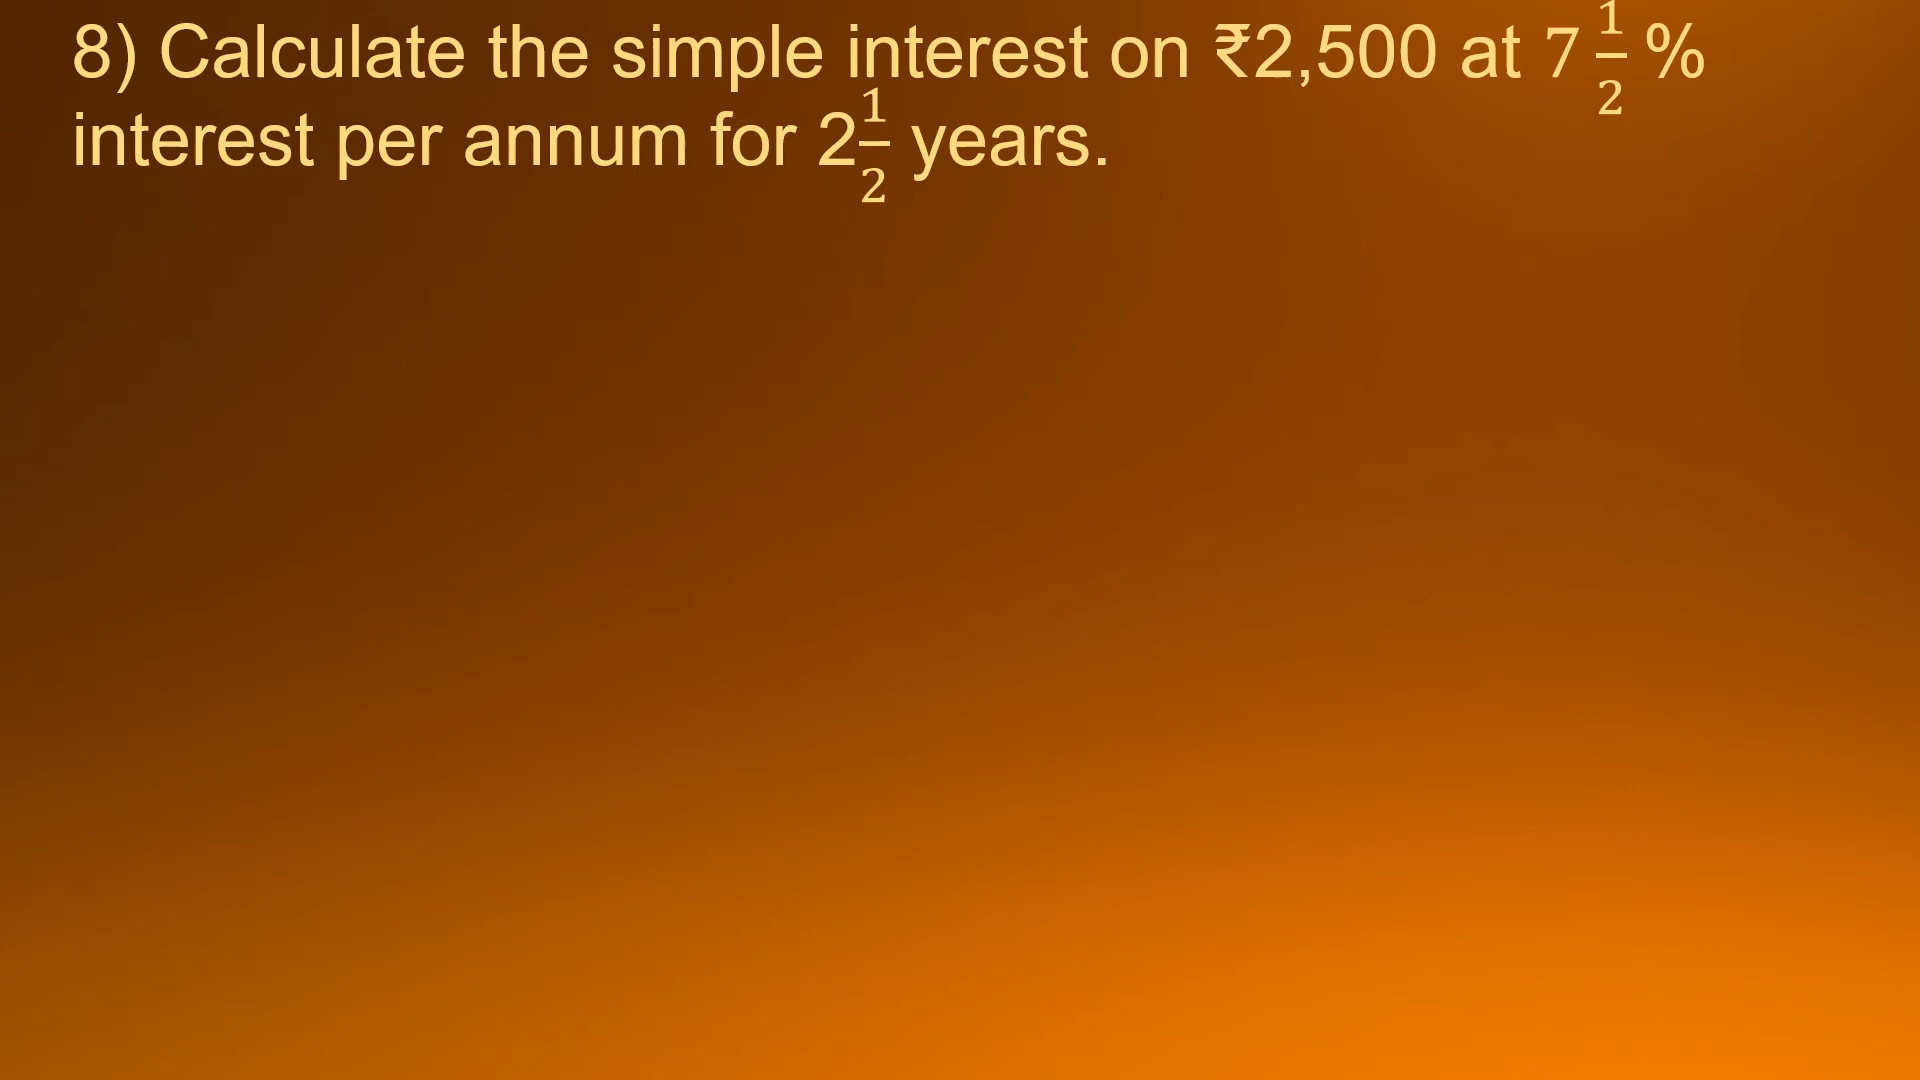 8) Calculate the simple interest on ₹2,500 at 7 1/2 %
interest per annum for 2 1/2 years.